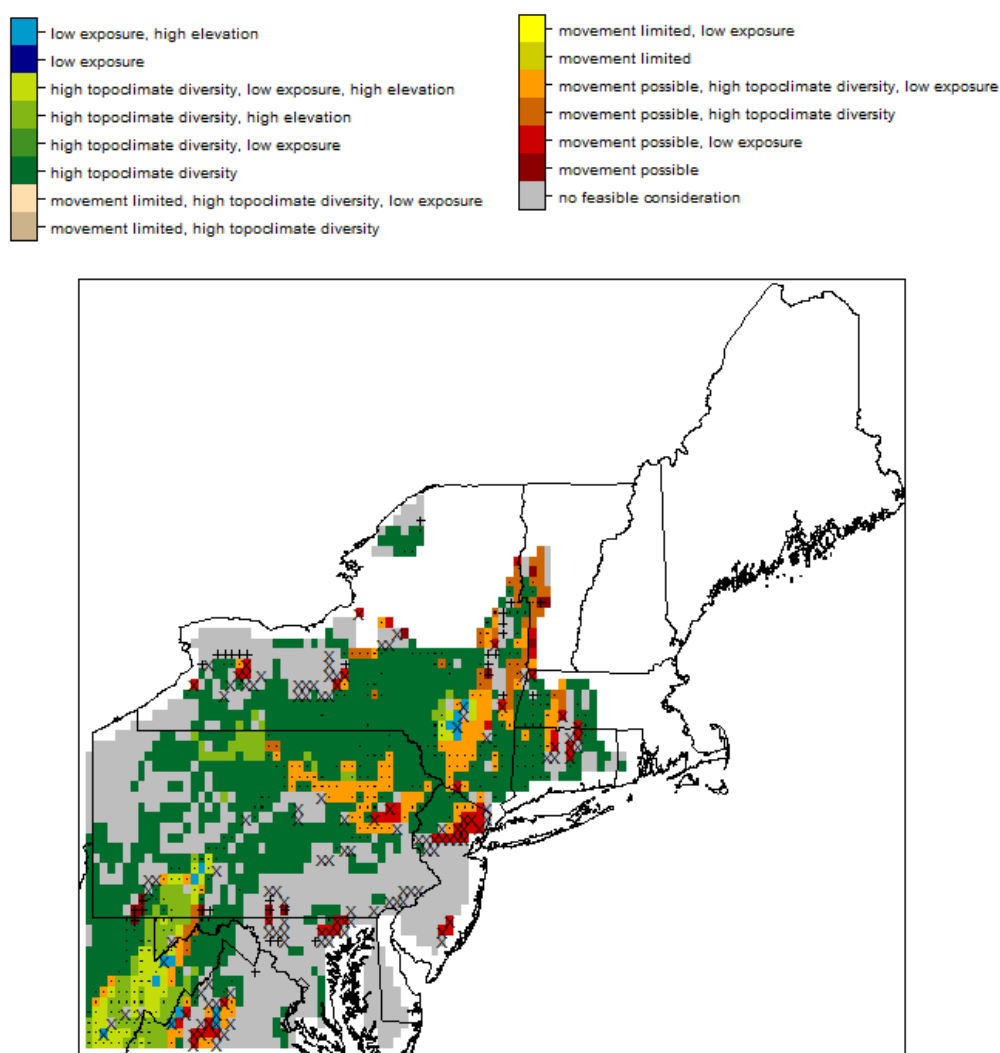 low exposure, high elevation
low exposure
high topoclimate diversity, low exposure, high elevation
high topoclimate diversity, high elevation
high topoclimate diversity, low exposure
high topoclimate diversity
movement limited, high topoclimate diversity, low exposure
movement limited, high topoclimate diversity
movement limited, low exposure
movement limited
movement possible, high topoclimate diversity, low exposure
movement possible, high topoclimate diversity
movement possible, low exposure
movement possible
no feasible consideration